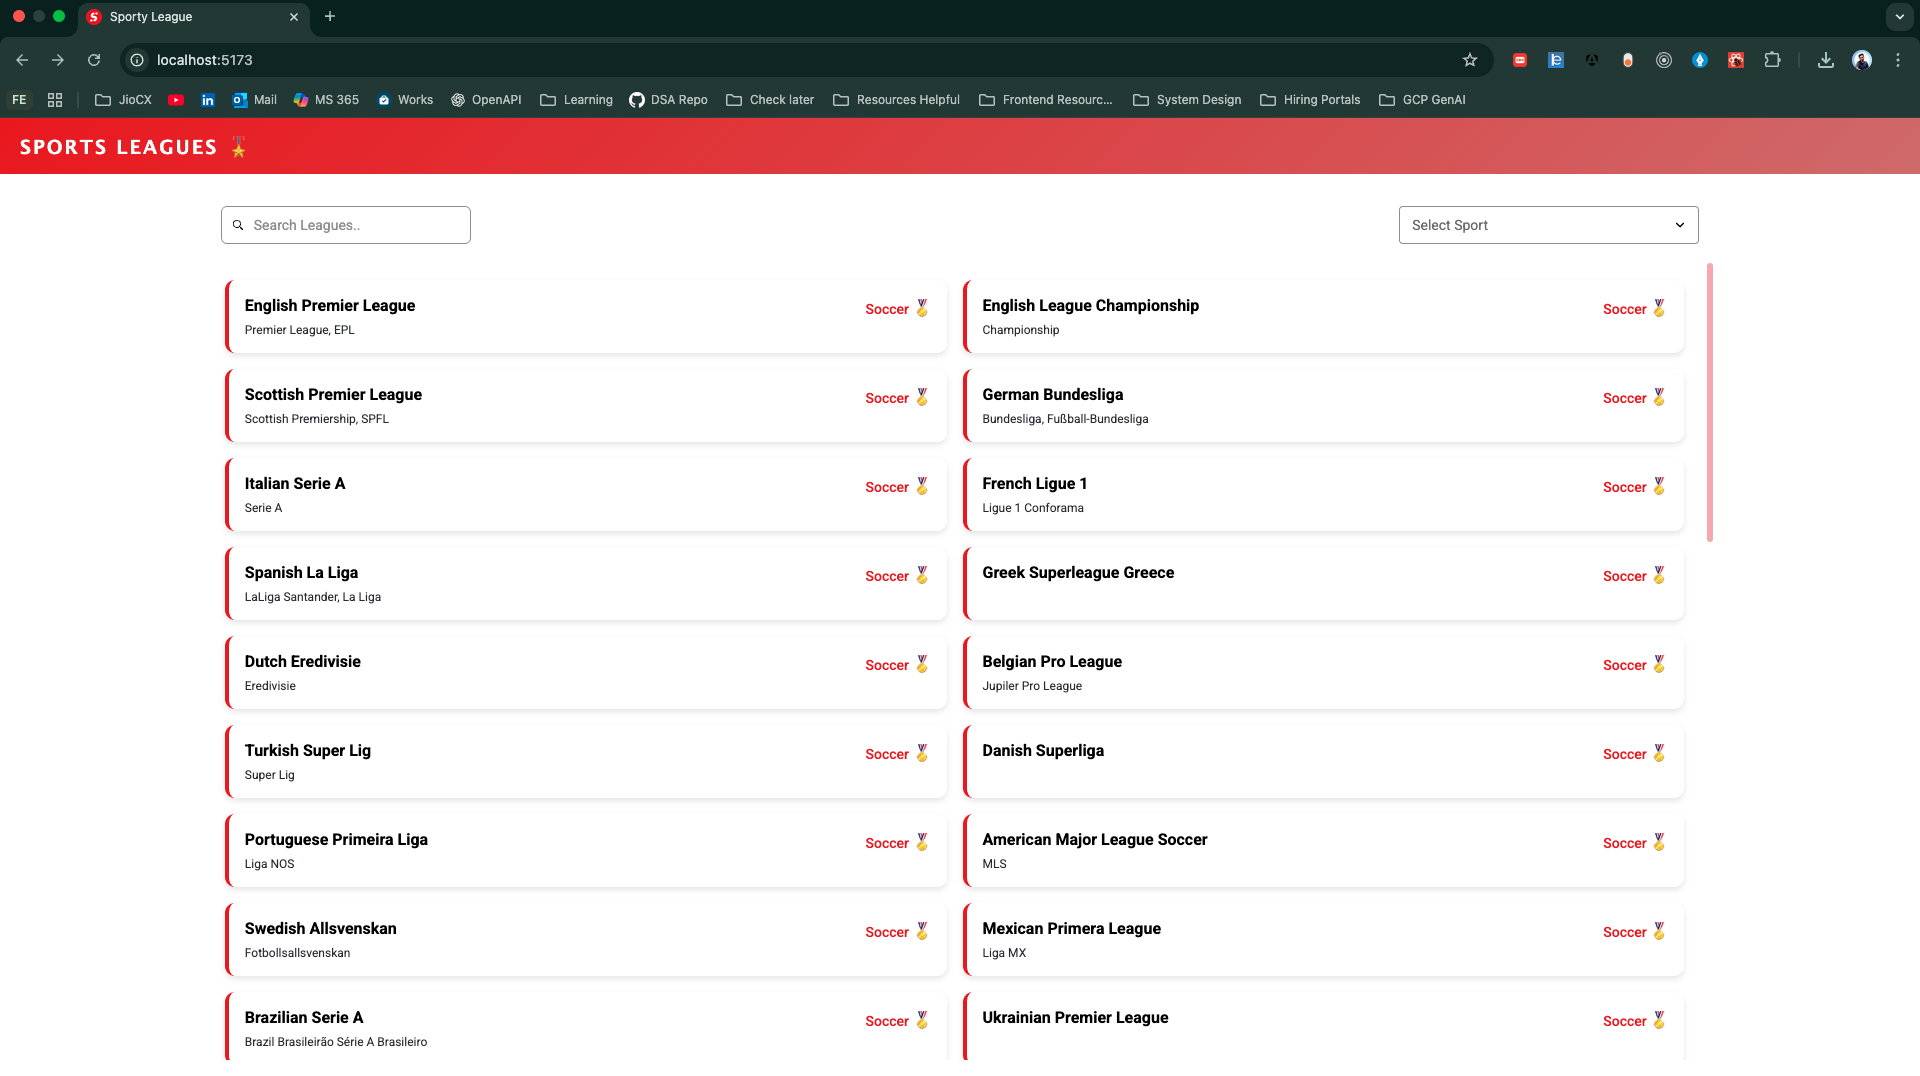 Sporty League
localhost:5173
FE
JioCX
Mail
MS 365
Works
OpenAPI
Learning
DSA Repo
Check later
Resources Helpful
Frontend Resourc...
System Design
Hiring Portals
GCP GenAI
SPORTS LEAGUES
Search Leagues..
Select Sport
English Premier League
Soccer
Premier League, EPL
English League Championship
Soccer
Championship
Scottish Premier League
Soccer
Scottish Premiership, SPFL
German Bundesliga
Soccer
Bundesliga, Fußball-Bundesliga
Italian Serie A
Soccer
Serie A
French Ligue 1
Soccer
Ligue 1 Conforama
Spanish La Liga
Soccer
LaLiga Santander, La Liga
Greek Superleague Greece
Soccer
Dutch Eredivisie
Soccer
Eredivisie
Belgian Pro League
Soccer
Jupiler Pro League
Turkish Super Lig
Soccer
Super Lig
Danish Superliga
Soccer
Portuguese Primeira Liga
Soccer
Liga NOS
American Major League Soccer
Soccer
MLS
Swedish Allsvenskan
Soccer
Fotbollsallsvenskan
Mexican Primera League
Soccer
Liga MX
Brazilian Serie A
Soccer
Brazil Brasileirão Série A Brasileiro
Ukrainian Premier League
Soccer